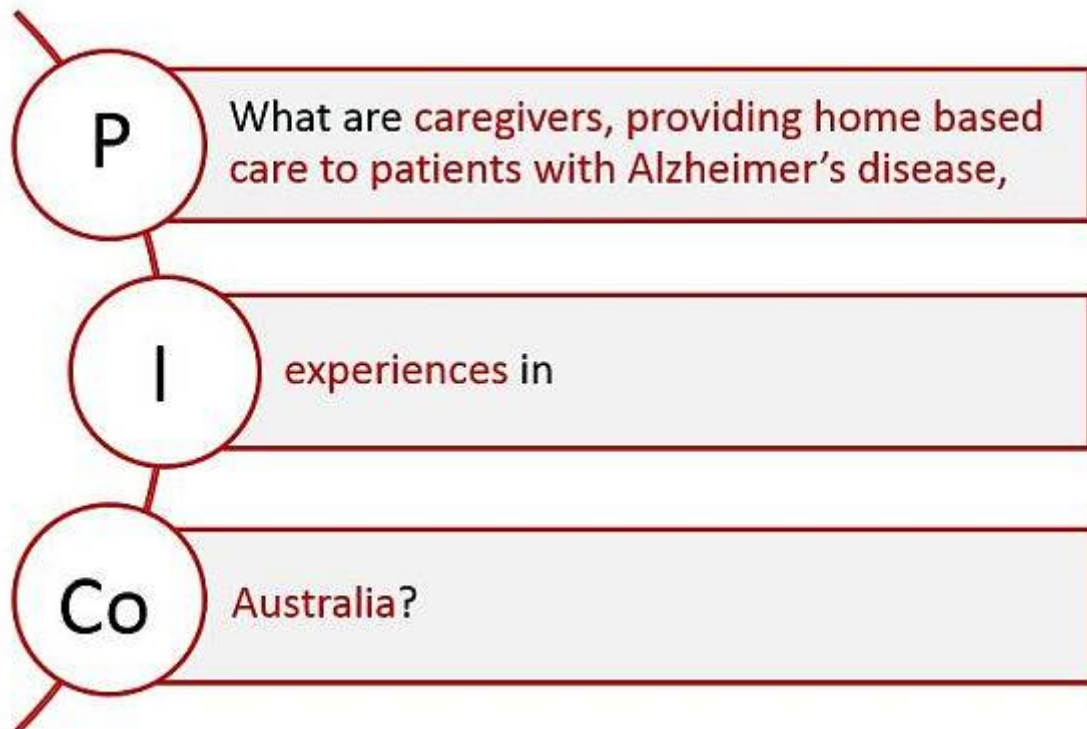 P
What are caregivers, providing home based
care to patients with Alzheimer’s disease,
I
experiences in
Co
Australia?